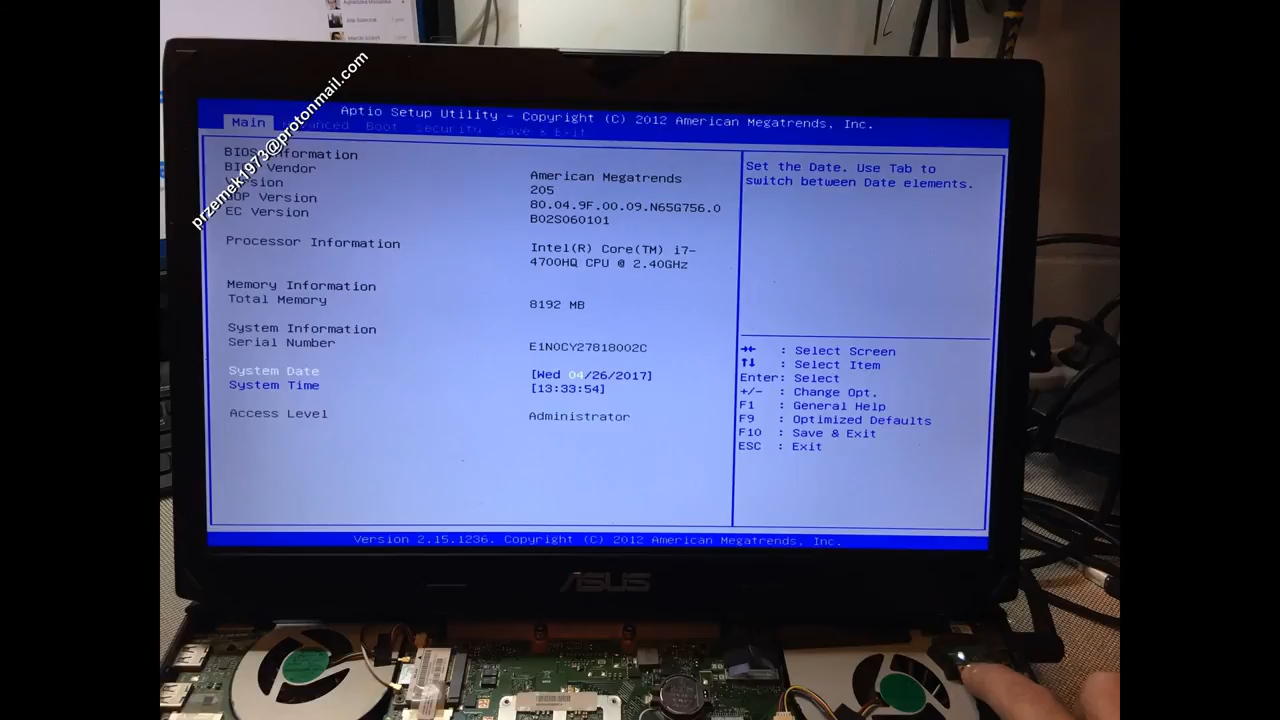 przemek1973@protonmail.com
Aptio Setup Utility - Copyright (C) 2012 American Megatrends, Inc.
Main Advanced Boot Security Save & Exit
BIOS Information
BIOS Vendor American Megatrends
Version 205
GOP Version 80.04.9F.00.09.N65G756.0
EC Version B02S060101
Processor Information Intel(R) Core(TM) i7-
4700HQ CPU @ 2.40GHz
Memory Information
Total Memory 8192 MB
System Information
Serial Number E1N0CY27818002C
System Date [Wed 04/26/2017]
System Time [13:33:54]
Access Level Administrator
Set the Date. Use Tab to
switch between Date elements.
→← : Select Screen
↑↓ : Select Item
Enter: Select
+/- : Change Opt.
F1 : General Help
F9 : Optimized Defaults
F10 : Save & Exit
ESC : Exit
Version 2.15.1236. Copyright (C) 2012 American Megatrends, Inc.
ASUS